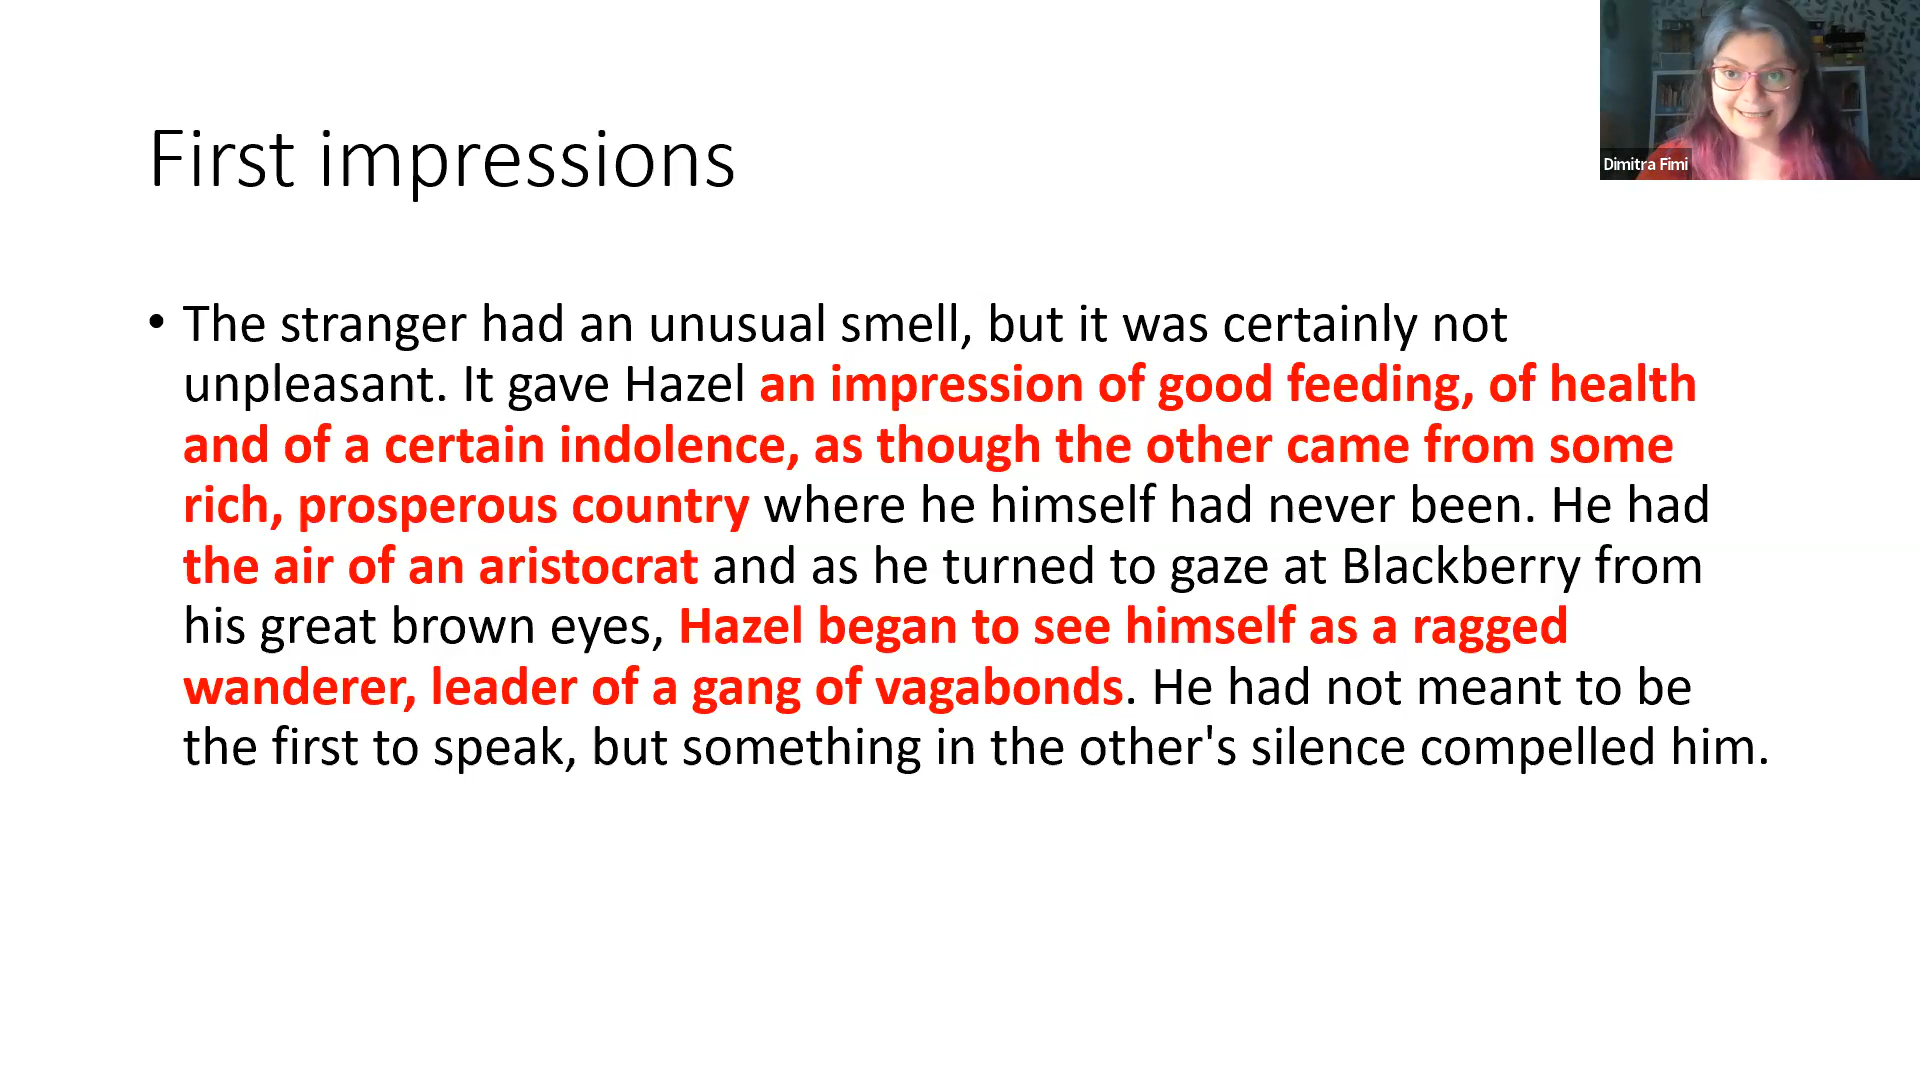 First impressions
Dimitra Fimi
• The stranger had an unusual smell, but it was certainly not
unpleasant. It gave Hazel an impression of good feeding, of health
and of a certain indolence, as though the other came from some
rich, prosperous country where he himself had never been. He had
the air of an aristocrat and as he turned to gaze at Blackberry from
his great brown eyes, Hazel began to see himself as a ragged
wanderer, leader of a gang of vagabonds. He had not meant to be
the first to speak, but something in the other's silence compelled him.